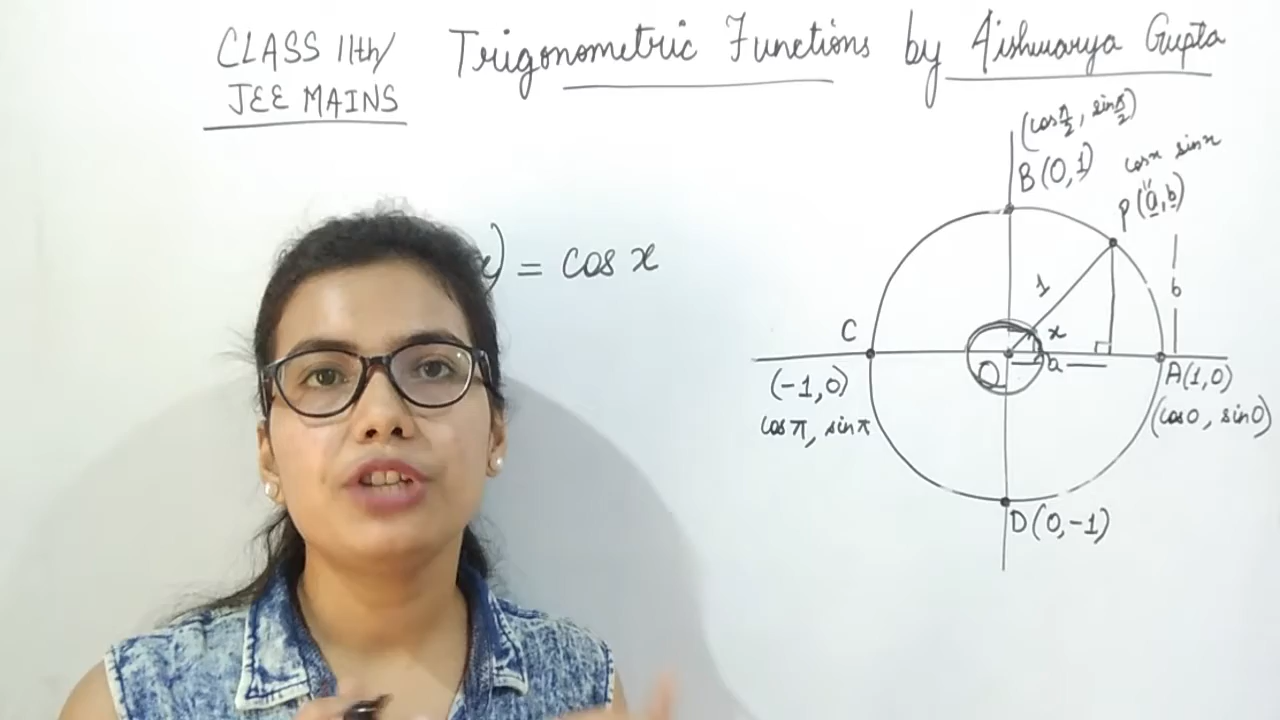 CLASS 11th/
JEE MAINS
Trigonometric Functions by Aishwarya Gupta
x) = cos x
(cos π/2, sin π/2)
B (0, 1)
cos x sin x
P (a, b)
1
b
x
a
O
C
(-1, 0)
cos π, sin π
A (1, 0)
(cos 0, sin 0)
D (0, -1)